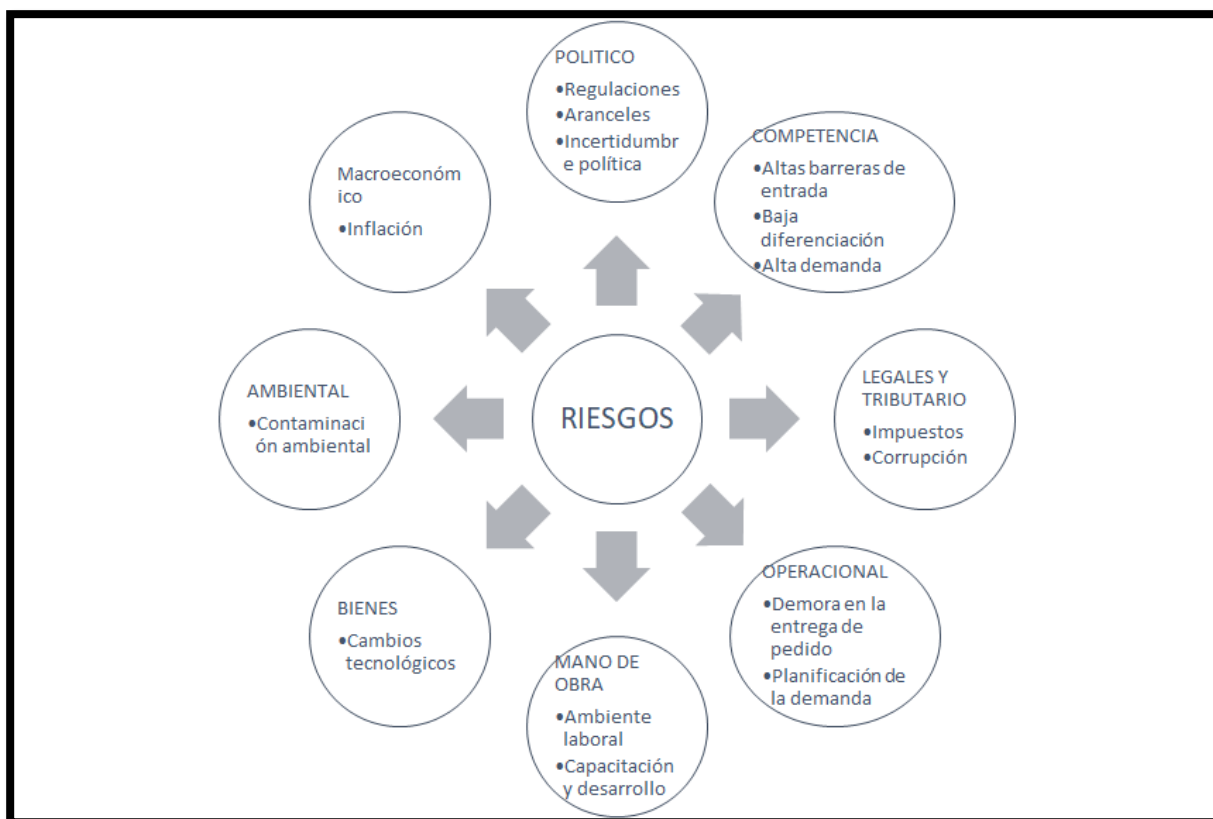 POLITICO
•Regulaciones
•Aranceles
•Incertidumbr
e política
COMPETENCIA
•Altas barreras de
entrada
•Baja
diferenciación
•Alta demanda
LEGALES Y
TRIBUTARIO
•Impuestos
•Corrupción
OPERACIONAL
•Demora en la
entrega de
pedido
•Planificación de
la demanda
MANO DE
OBRA
•Ambiente
laboral
•Capacitación
y desarrollo
BIENES
•Cambios
tecnológicos
AMBIENTAL
•Contaminaci
ón ambiental
Macroeconóm
ico
•Inflación
RIESGOS